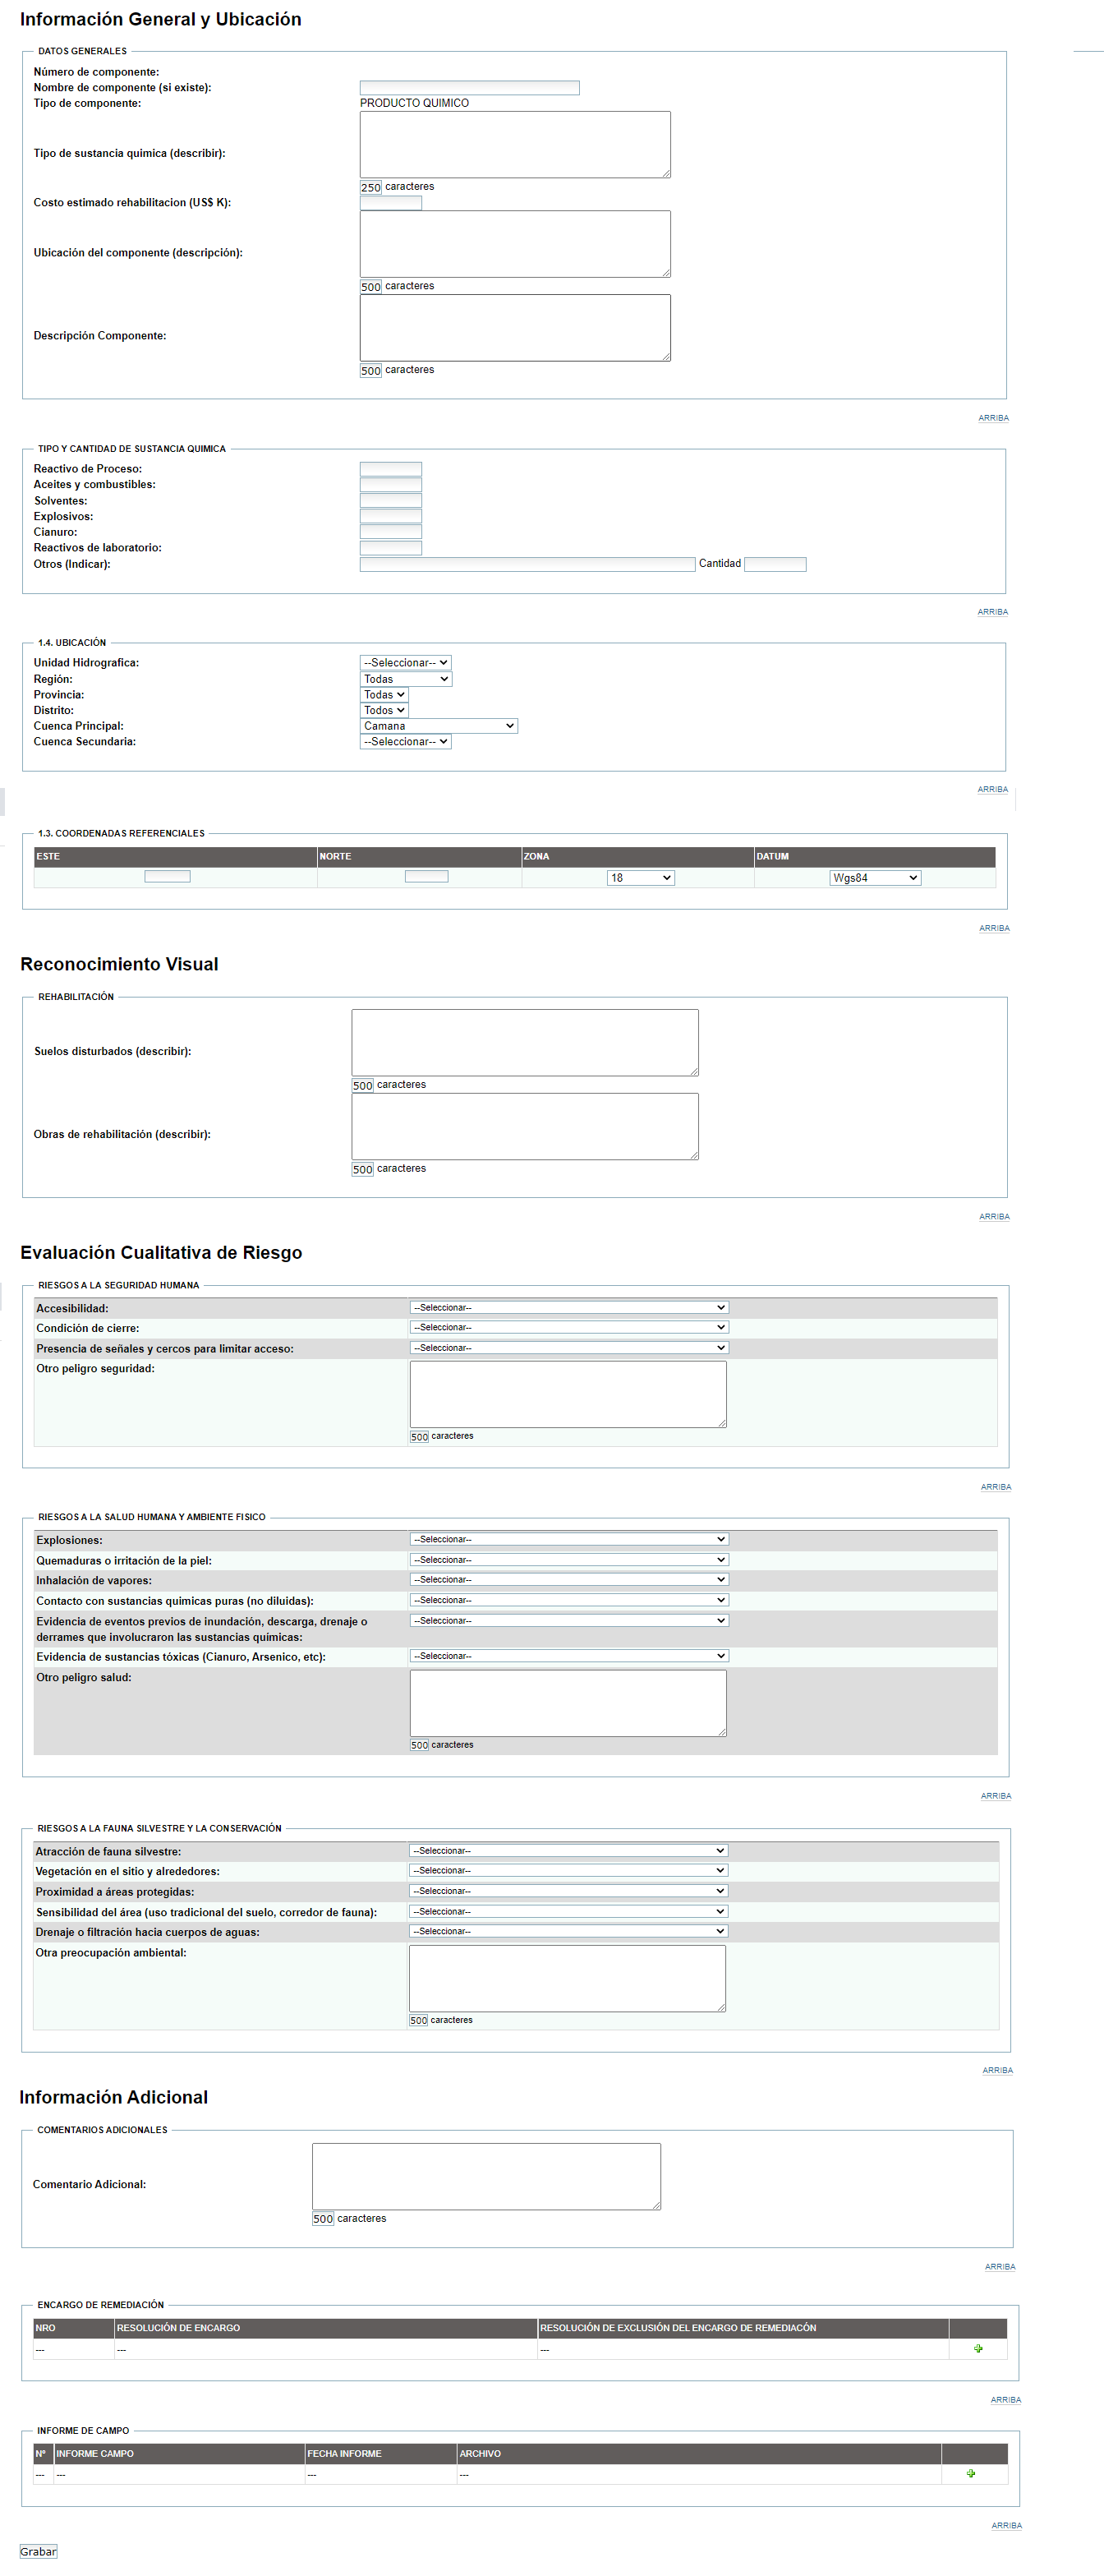 Información General y Ubicación
DATOS GENERALES
Número de componente:
Nombre de componente (si existe):
Tipo de componente: PRODUCTO QUIMICO
Tipo de sustancia quimica (describir):
250 caracteres
Costo estimado rehabilitacion (US$ K):
Ubicación del componente (descripción):
500 caracteres
Descripción Componente:
500 caracteres
ARRIBA
TIPO Y CANTIDAD DE SUSTANCIA QUIMICA
Reactivo de Proceso:
Aceites y combustibles:
Solventes:
Explosivos:
Cianuro:
Reactivos de laboratorio:
Otros (Indicar): Cantidad
ARRIBA
1.4. UBICACIÓN
Unidad Hidrografica: --Seleccionar--
Región: Todas
Provincia: Todas
Distrito: Todos
Cuenca Principal: Camana
Cuenca Secundaria: --Seleccionar--
ARRIBA
1.3. COORDENADAS REFERENCIALES
ESTE NORTE ZONA DATUM
18 Wgs84
ARRIBA
Reconocimiento Visual
REHABILITACIÓN
Suelos disturbados (describir):
500 caracteres
Obras de rehabilitación (describir):
500 caracteres
ARRIBA
Evaluación Cualitativa de Riesgo
RIESGOS A LA SEGURIDAD HUMANA
Accesibilidad: --Seleccionar--
Condición de cierre: --Seleccionar--
Presencia de señales y cercos para limitar acceso: --Seleccionar--
Otro peligro seguridad:
500 caracteres
ARRIBA
RIESGOS A LA SALUD HUMANA Y AMBIENTE FISICO
Explosiones: --Seleccionar--
Quemaduras o irritación de la piel: --Seleccionar--
Inhalación de vapores: --Seleccionar--
Contacto con sustancias quimicas puras (no diluidas): --Seleccionar--
Evidencia de eventos previos de inundación, descarga, drenaje o --Seleccionar--
derrames que involucraron las sustancias químicas:
Evidencia de sustancias tóxicas (Cianuro, Arsenico, etc): --Seleccionar--
Otro peligro salud:
500 caracteres
ARRIBA
RIESGOS A LA FAUNA SILVESTRE Y LA CONSERVACIÓN
Atracción de fauna silvestre: --Seleccionar--
Vegetación en el sitio y alrededores: --Seleccionar--
Proximidad a áreas protegidas: --Seleccionar--
Sensibilidad del área (uso tradicional del suelo, corredor de fauna): --Seleccionar--
Drenaje o filtración hacia cuerpos de aguas: --Seleccionar--
Otra preocupación ambiental:
500 caracteres
ARRIBA
Información Adicional
COMENTARIOS ADICIONALES
Comentario Adicional:
500 caracteres
ARRIBA
ENCARGO DE REMEDIACIÓN
NRO RESOLUCIÓN DE ENCARGO RESOLUCIÓN DE EXCLUSIÓN DEL ENCARGO DE REMEDIACÓN
--- --- ---
ARRIBA
INFORME DE CAMPO
Nº INFORME CAMPO FECHA INFORME ARCHIVO
--- --- --- ---
ARRIBA
Grabar